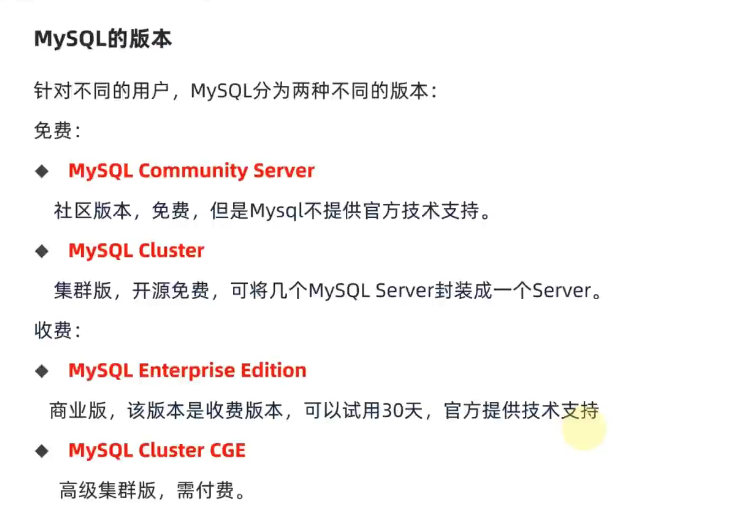 MySQL的版本
针对不同的用户，MySQL分为两种不同的版本：
免费：
◆ MySQL Community Server
社区版本，免费，但是Mysql不提供官方技术支持。
◆ MySQL Cluster
集群版，开源免费，可将几个MySQL Server封装成一个Server。
收费：
◆ MySQL Enterprise Edition
商业版，该版本是收费版本，可以试用30天，官方提供技术支持
◆ MySQL Cluster CGE
高级集群版，需付费。